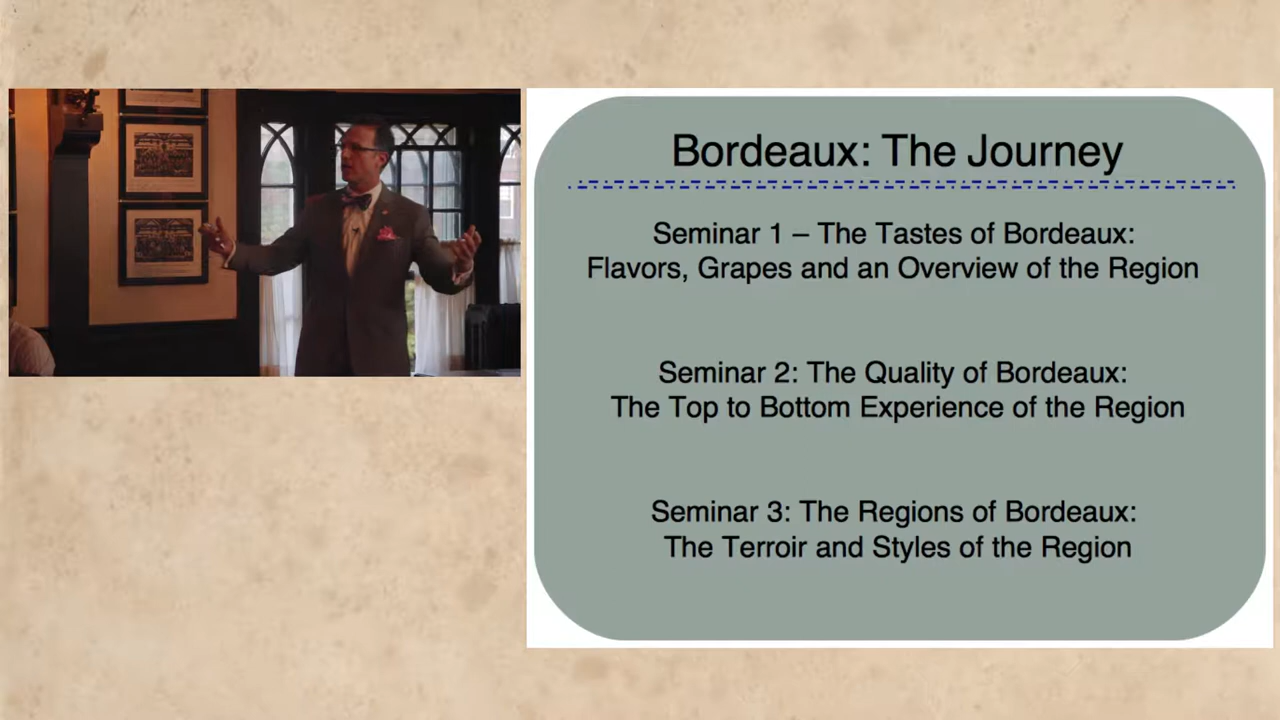 Bordeaux: The Journey
Seminar 1 – The Tastes of Bordeaux:
Flavors, Grapes and an Overview of the Region
Seminar 2: The Quality of Bordeaux:
The Top to Bottom Experience of the Region
Seminar 3: The Regions of Bordeaux:
The Terroir and Styles of the Region